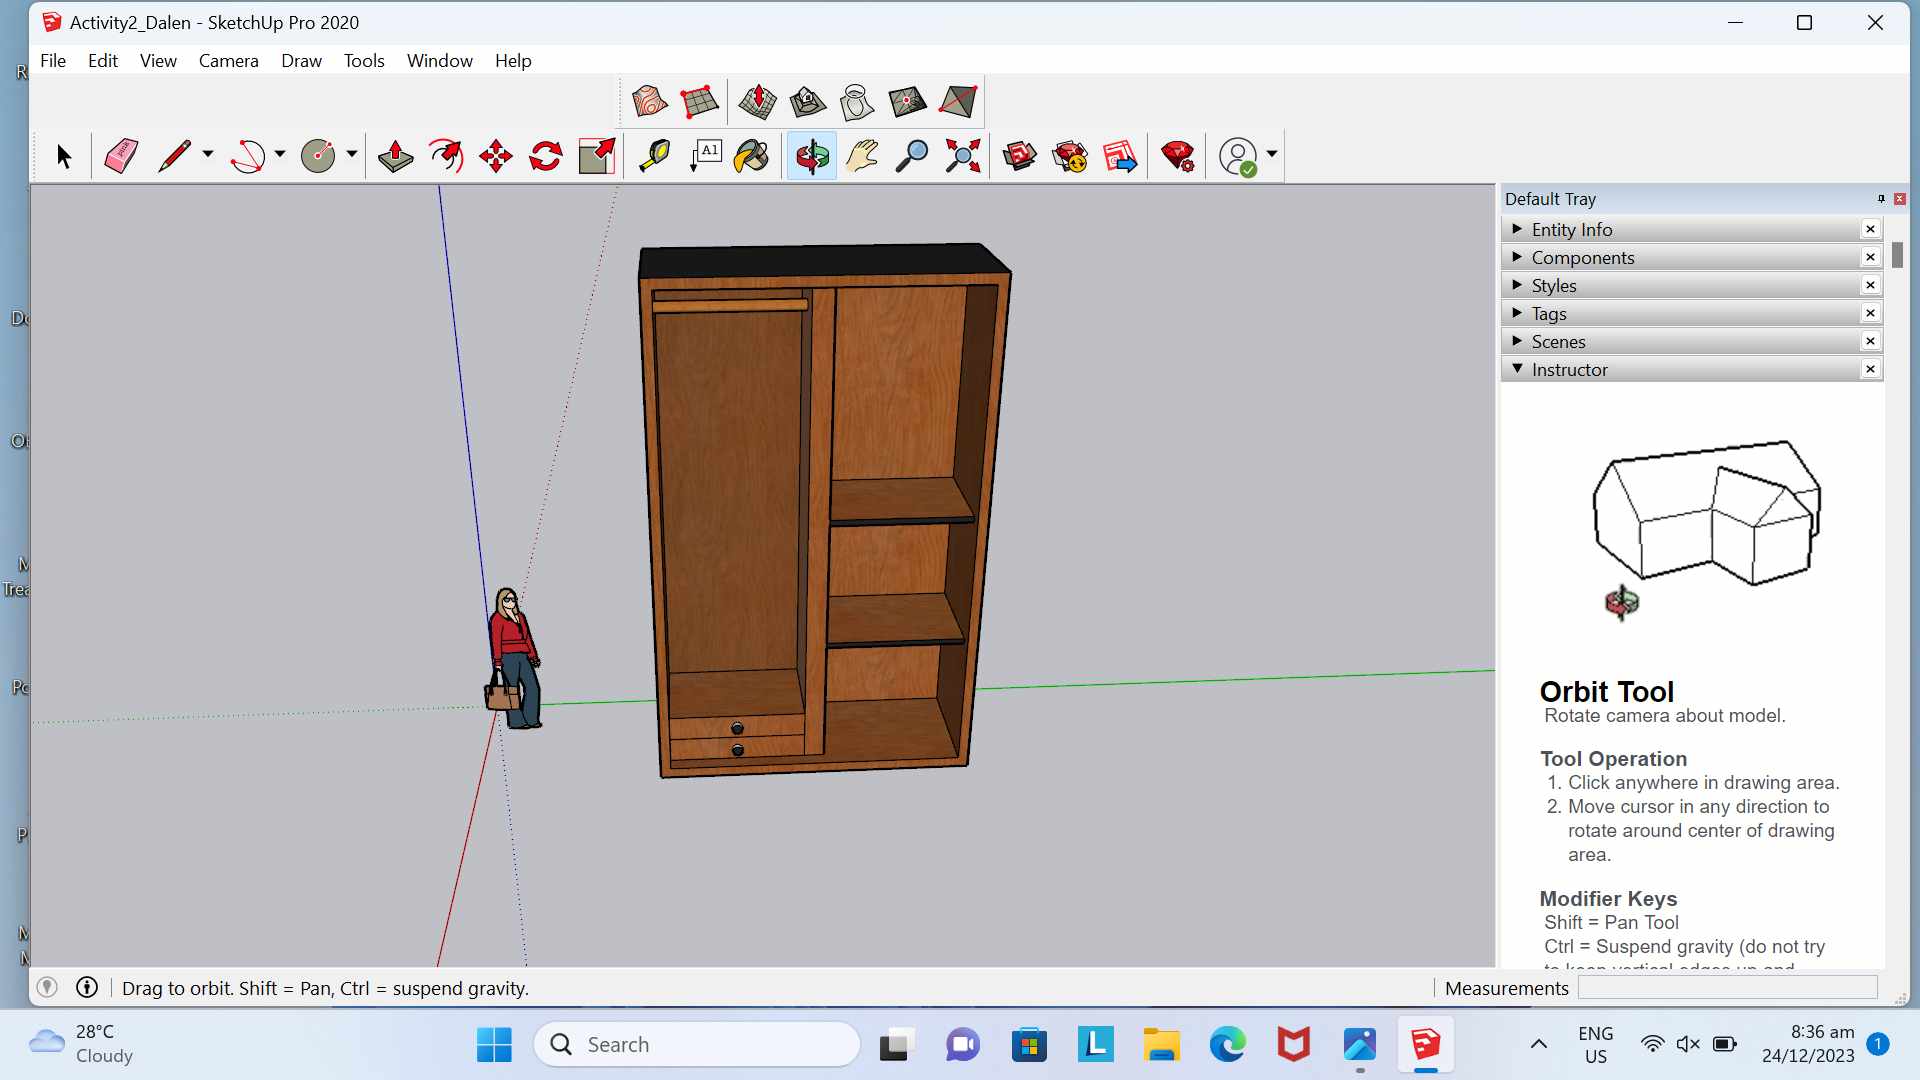 Activity2_Dalen - SketchUp Pro 2020
File Edit View Camera Draw Tools Window Help
A1
Default Tray
Entity Info
Components
Styles
Tags
Scenes
Instructor
Orbit Tool
Rotate camera about model.
Tool Operation
1. Click anywhere in drawing area.
2. Move cursor in any direction to
rotate around center of drawing
area.
Modifier Keys
Shift = Pan Tool
Ctrl = Suspend gravity (do not try
Drag to orbit. Shift = Pan, Ctrl = suspend gravity.
Measurements
28°C
Cloudy
Search
ENG
US
8:36 am
24/12/2023
1